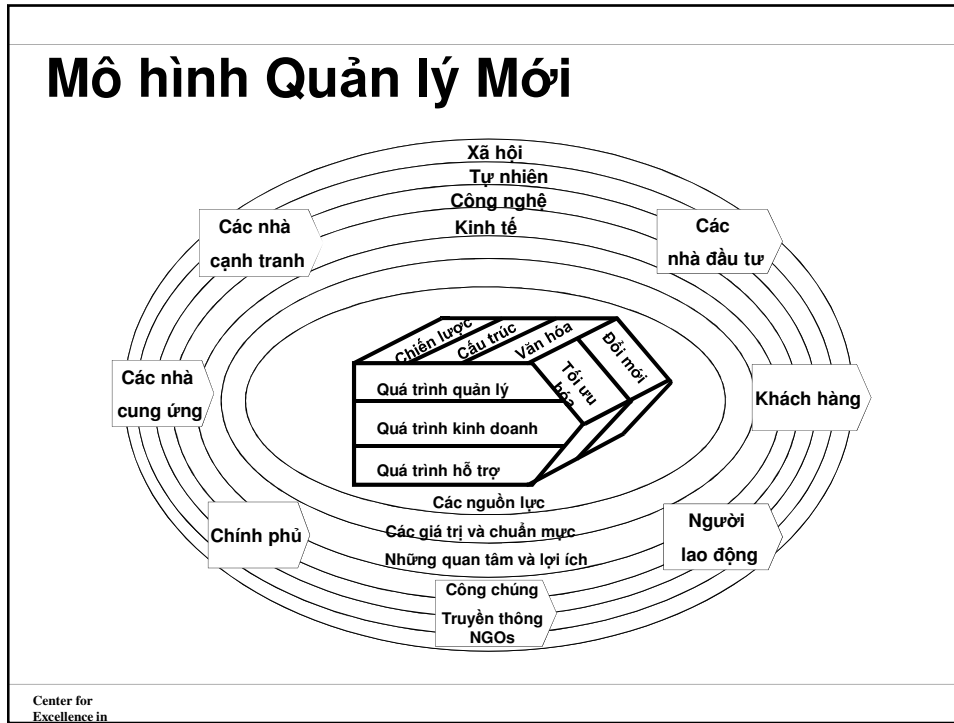 Mô hình Quản lý Mới
Xã hội
Tự nhiên
Công nghệ
Kinh tế
Các nhà
cạnh tranh
Các
nhà đầu tư
Chiến lược
Cấu trúc
Văn hóa
Đổi mới
Tối ưu
hóa
Các nhà
cung ứng
Quá trình quản lý
Quá trình kinh doanh
Quá trình hỗ trợ
Khách hàng
Các nguồn lực
Các giá trị và chuẩn mực
Những quan tâm và lợi ích
Chính phủ
Người
lao động
Công chúng
Truyền thông
NGOs
Center for
Excellence in